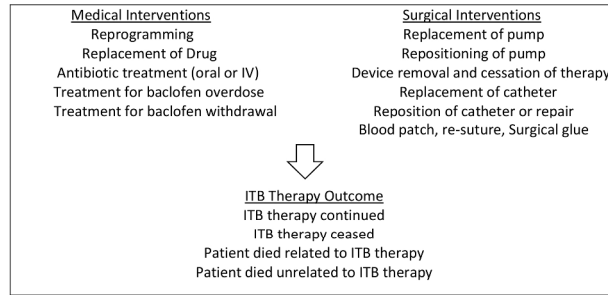 Medical Interventions
Reprogramming
Replacement of Drug
Antibiotic treatment (oral or IV)
Treatment for baclofen overdose
Treatment for baclofen withdrawal
Surgical Interventions
Replacement of pump
Repositioning of pump
Device removal and cessation of therapy
Replacement of catheter
Reposition of catheter or repair
Blood patch, re-suture, Surgical glue
ITB Therapy Outcome
ITB therapy continued
ITB therapy ceased
Patient died related to ITB therapy
Patient died unrelated to ITB therapy